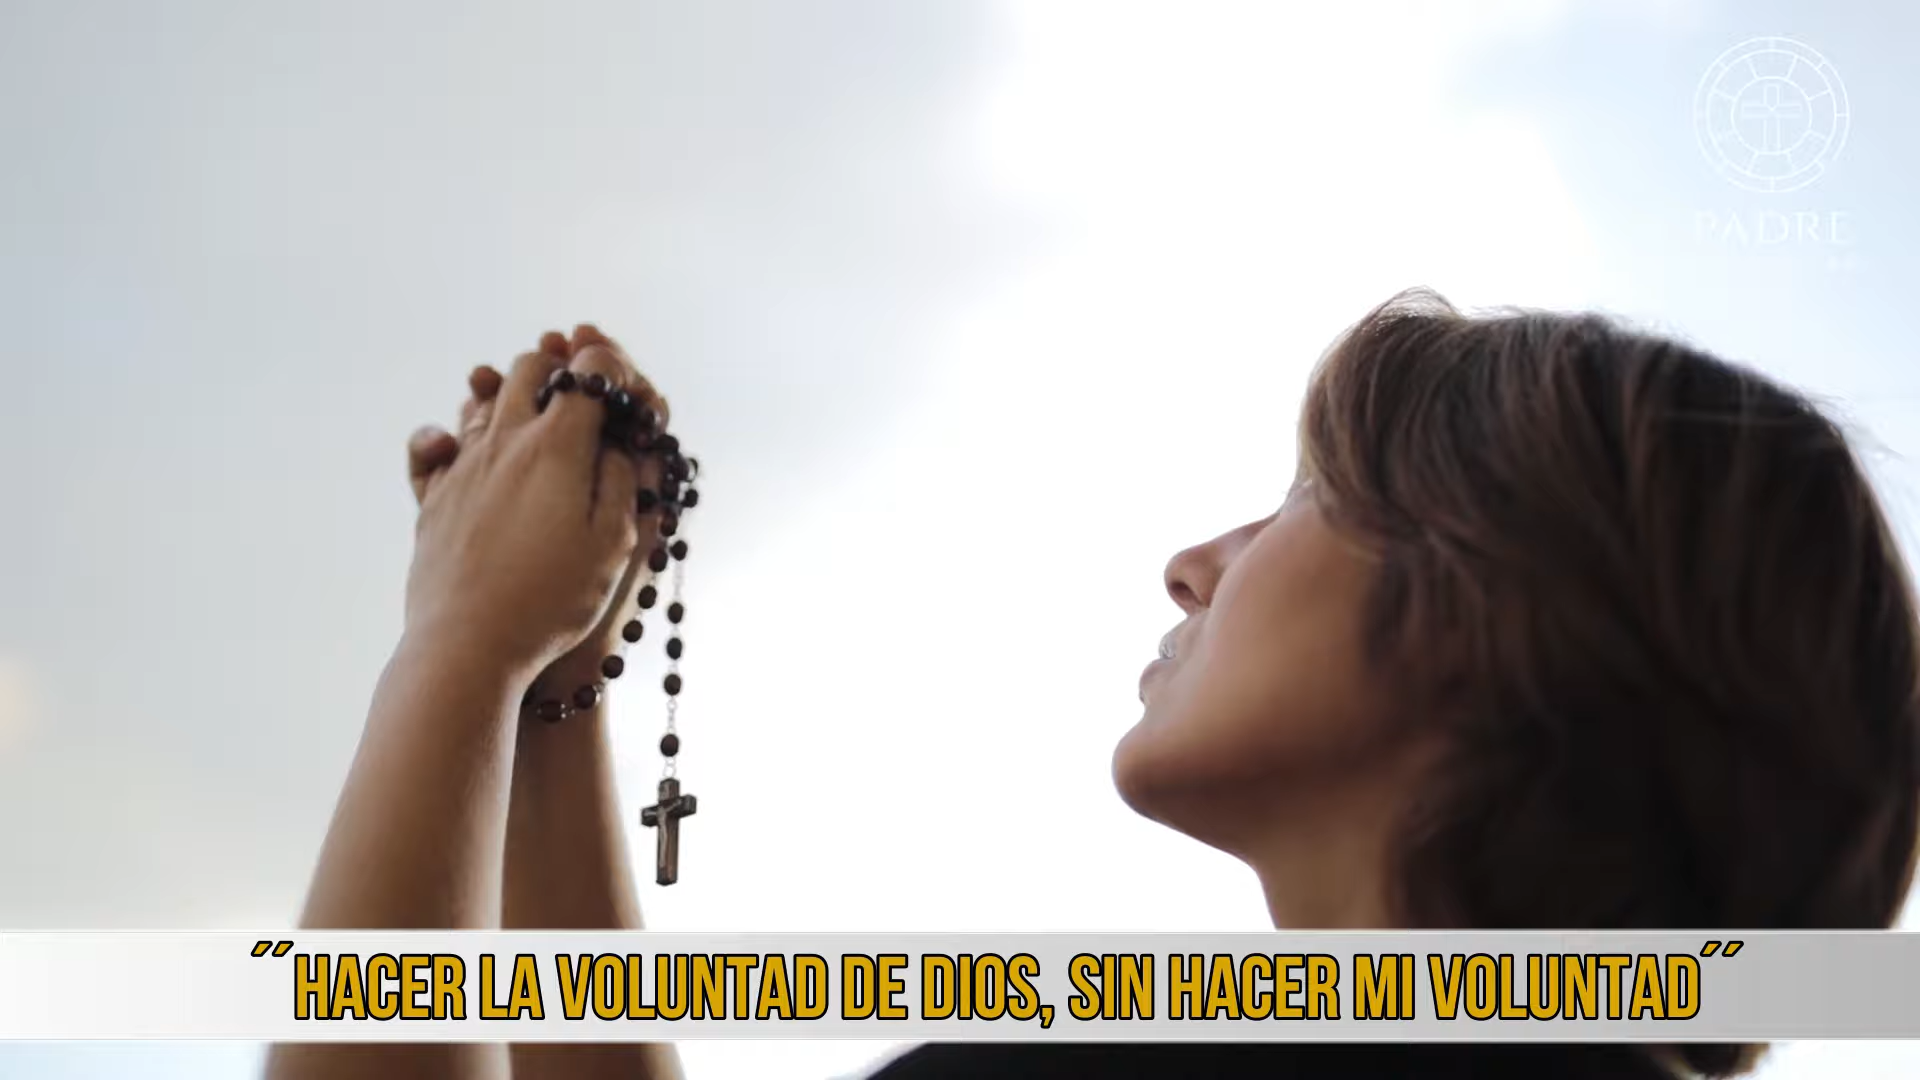 PADRE
´´HACER LA VOLUNTAD DE DIOS, SIN HACER MI VOLUNTAD´´